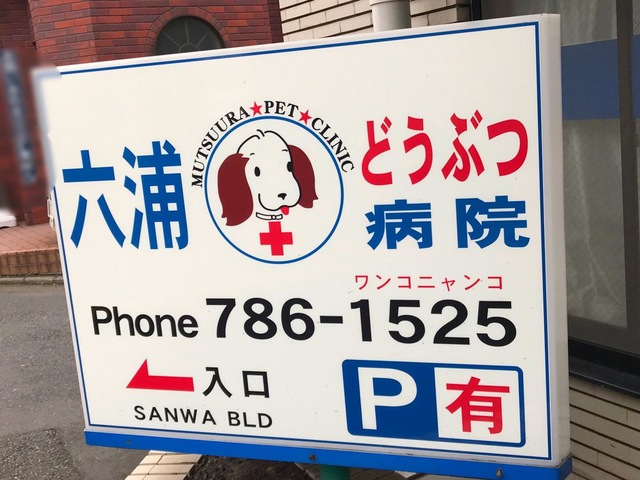 六浦
MUTSUURA★PET★CLINIC
どうぶつ
病院
ワンコニャンコ
Phone 786-1525
入口
SANWA BLD
P 有